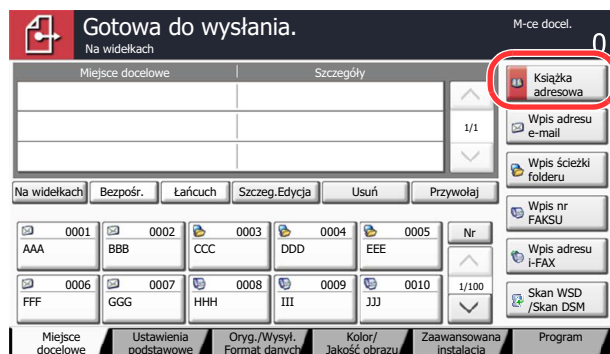 Gotowa do wysłania.
Na widełkach
M-ce docel.
0
Miejsce docelowe
Szczegóły
1/1
Książka
adresowa
Wpis adresu
e-mail
Wpis ścieżki
folderu
Wpis nr
FAKSU
Wpis adresu
i-FAX
Skan WSD
/Skan DSM
Na widełkach
Bezpośr.
Łańcuch
Szczeg.Edycja
Usuń
Przywołaj
0001
AAA
0002
BBB
0003
CCC
0004
DDD
0005
EEE
Nr
0006
FFF
0007
GGG
0008
HHH
0009
III
0010
JJJ
1/100
Miejsce
docelowe
Ustawienia
podstawowe
Oryg./Wysył.
Format danych
Kolor/
Jakość obrazu
Zaawansowana
instalacja
Program